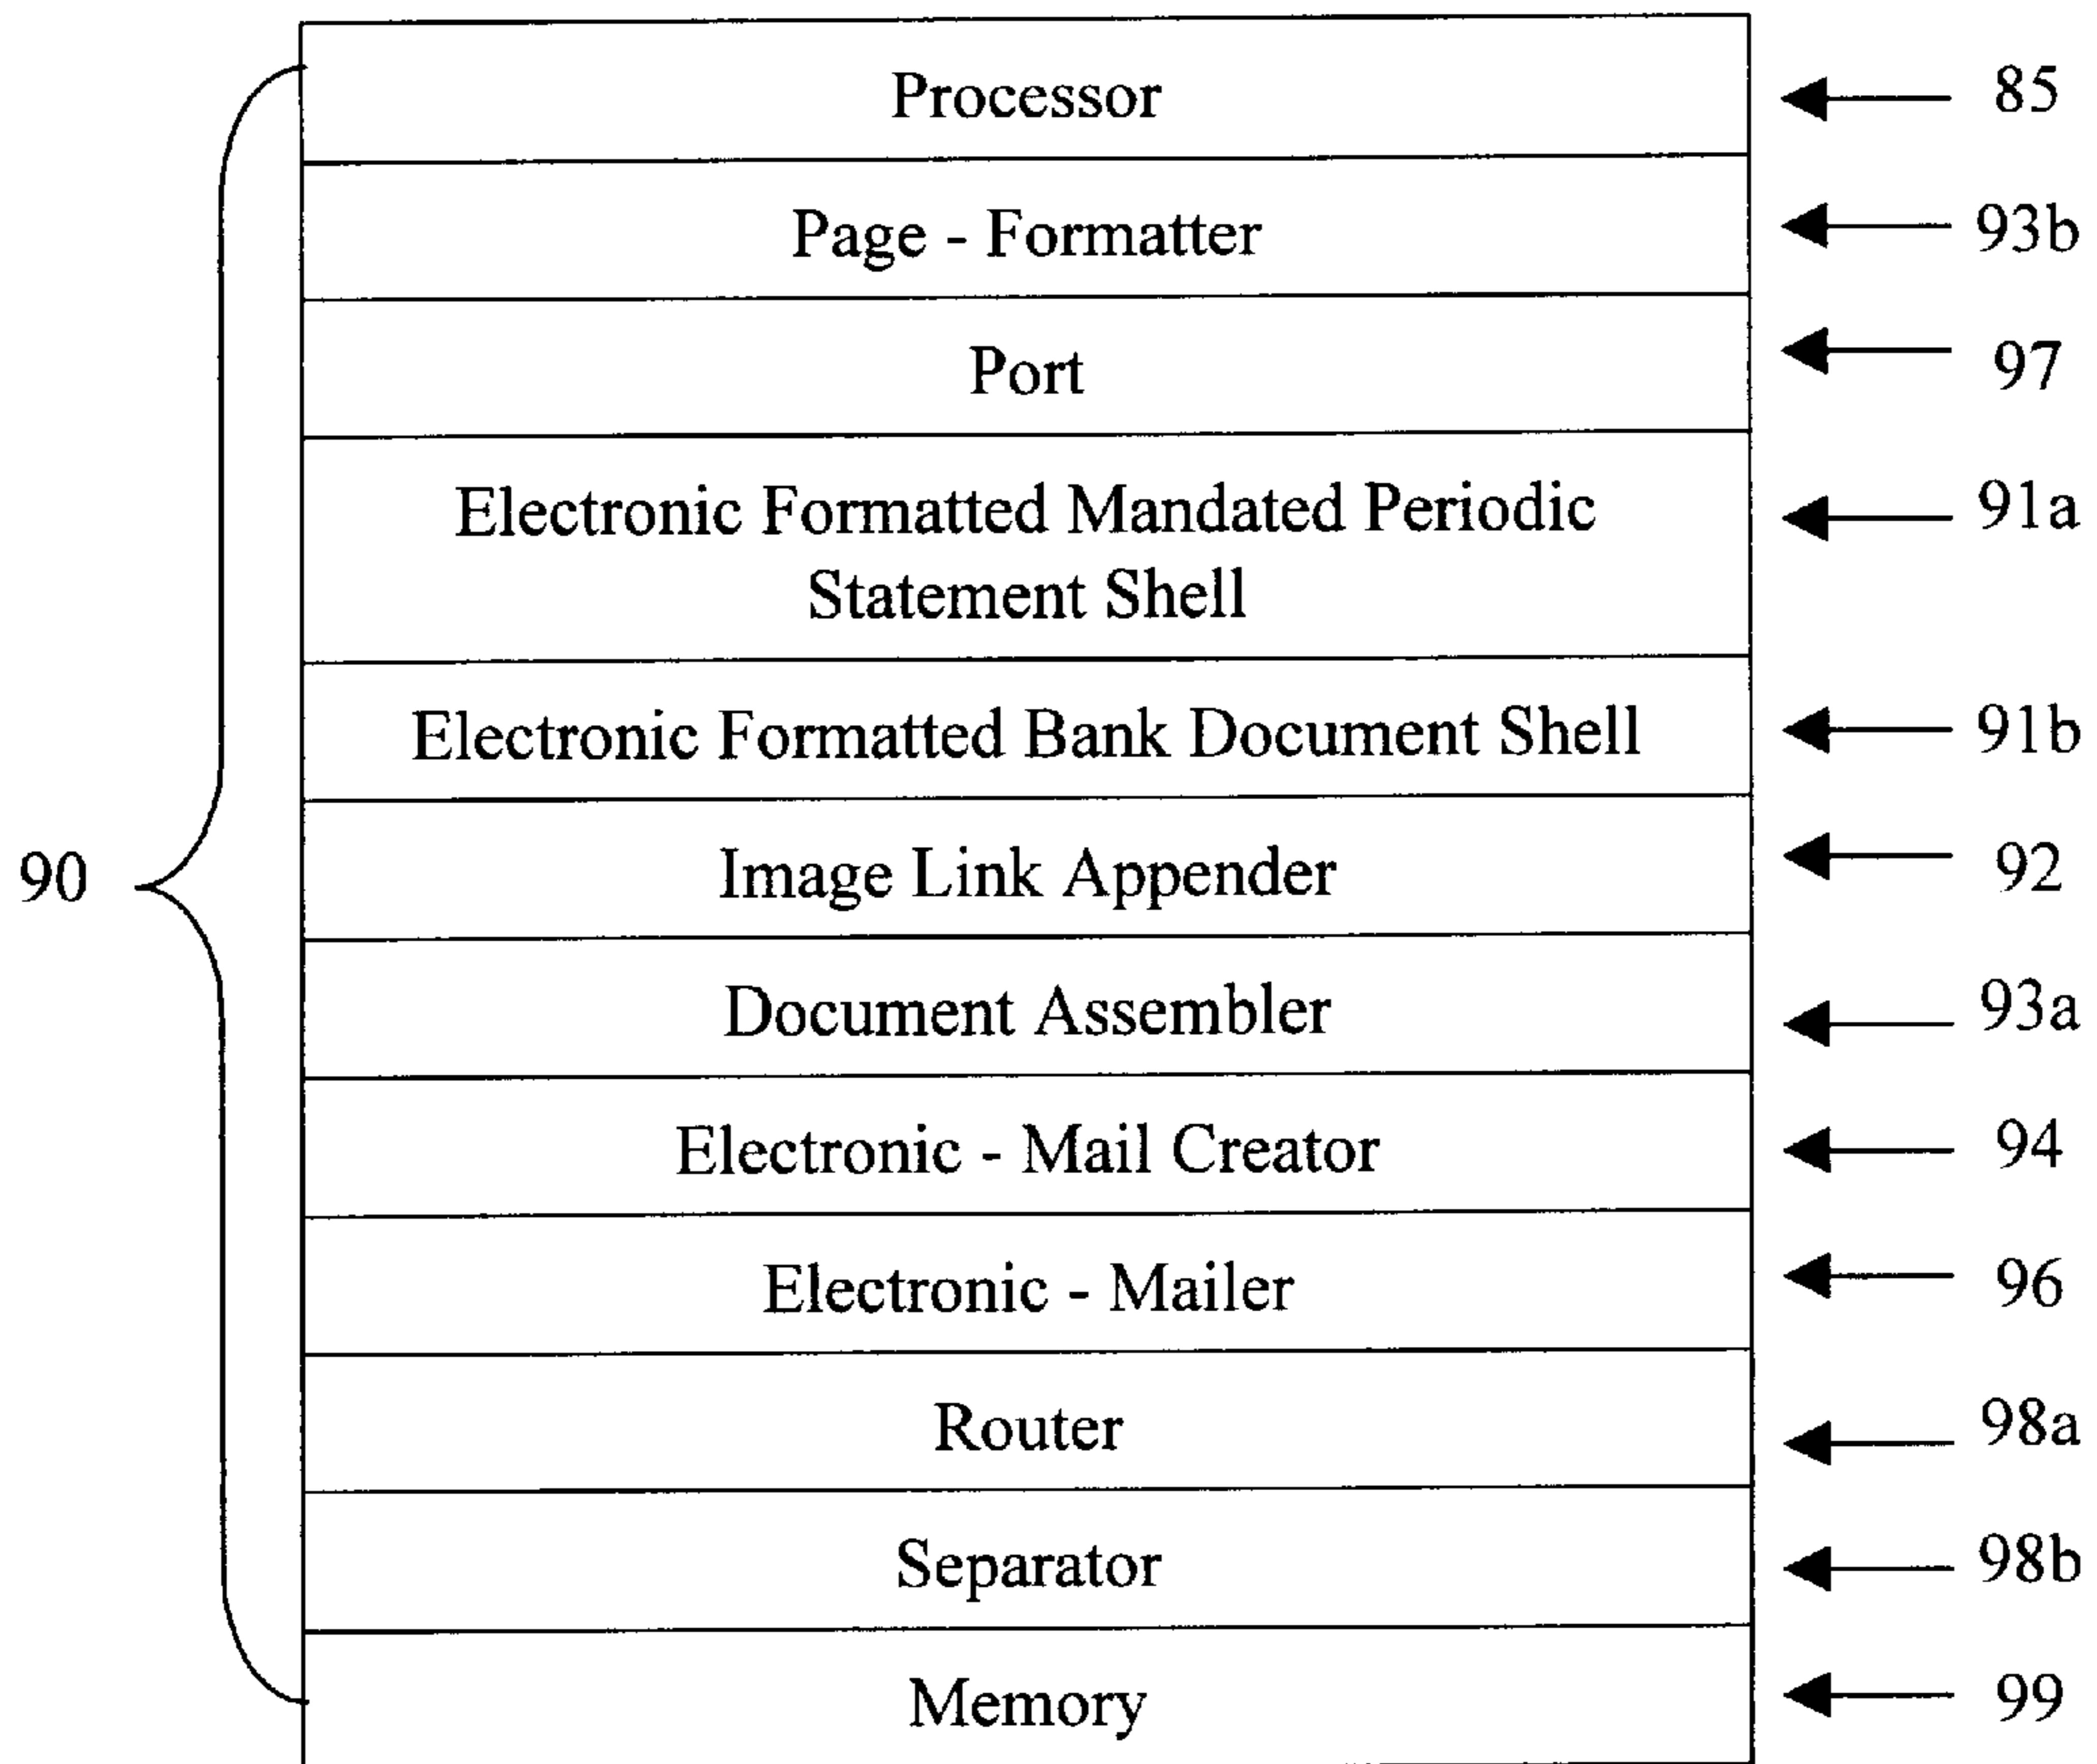 Processor 85
Page - Formatter 93b
Port 97
Electronic Formatted Mandated Periodic 91a
Statement Shell
Electronic Formatted Bank Document Shell 91b
90 Image Link Appender 92
Document Assembler 93a
Electronic - Mail Creator 94
Electronic - Mailer 96
Router 98a
Separator 98b
Memory 99